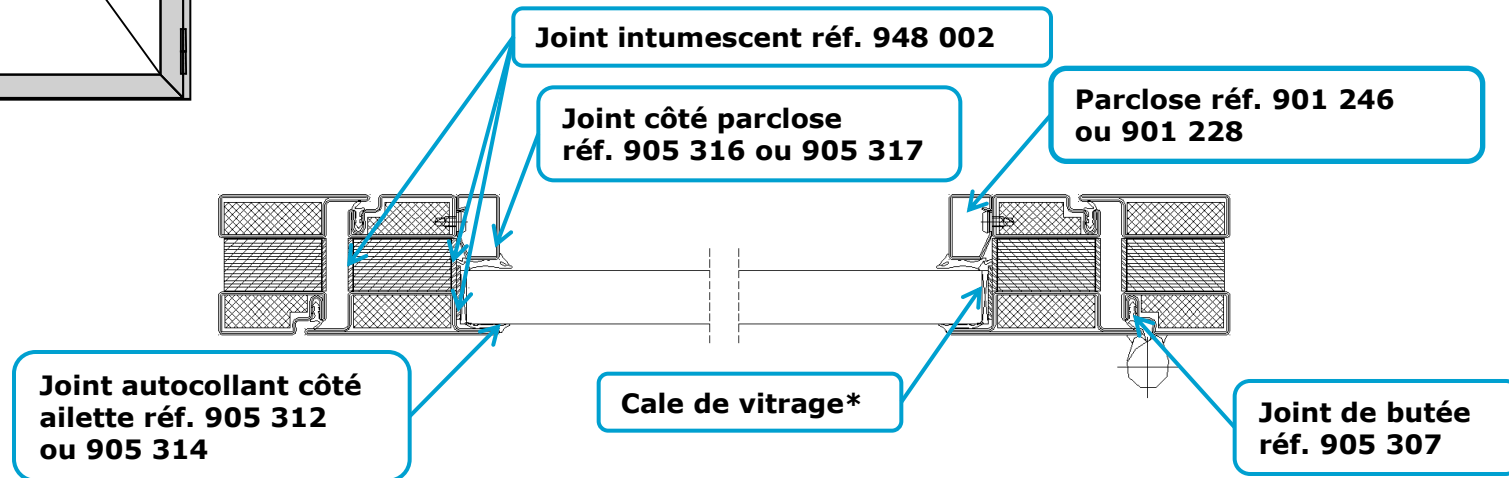 Joint intumescent réf. 948 002
Joint côté parclose
réf. 905 316 ou 905 317
Parclose réf. 901 246
ou 901 228
Joint autocollant côté
ailette réf. 905 312
ou 905 314
Cale de vitrage*
Joint de butée
réf. 905 307